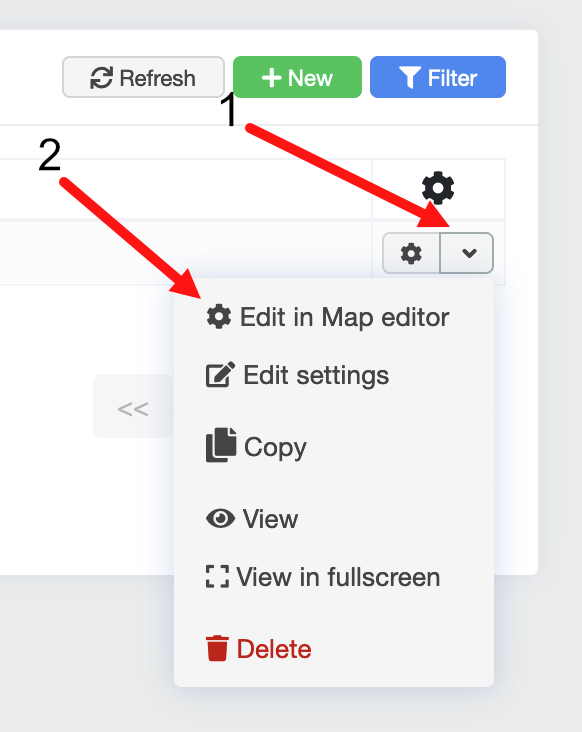 Refresh
New
Filter
1
2
Edit in Map editor
Edit settings
<<
Copy
View
View in fullscreen
Delete